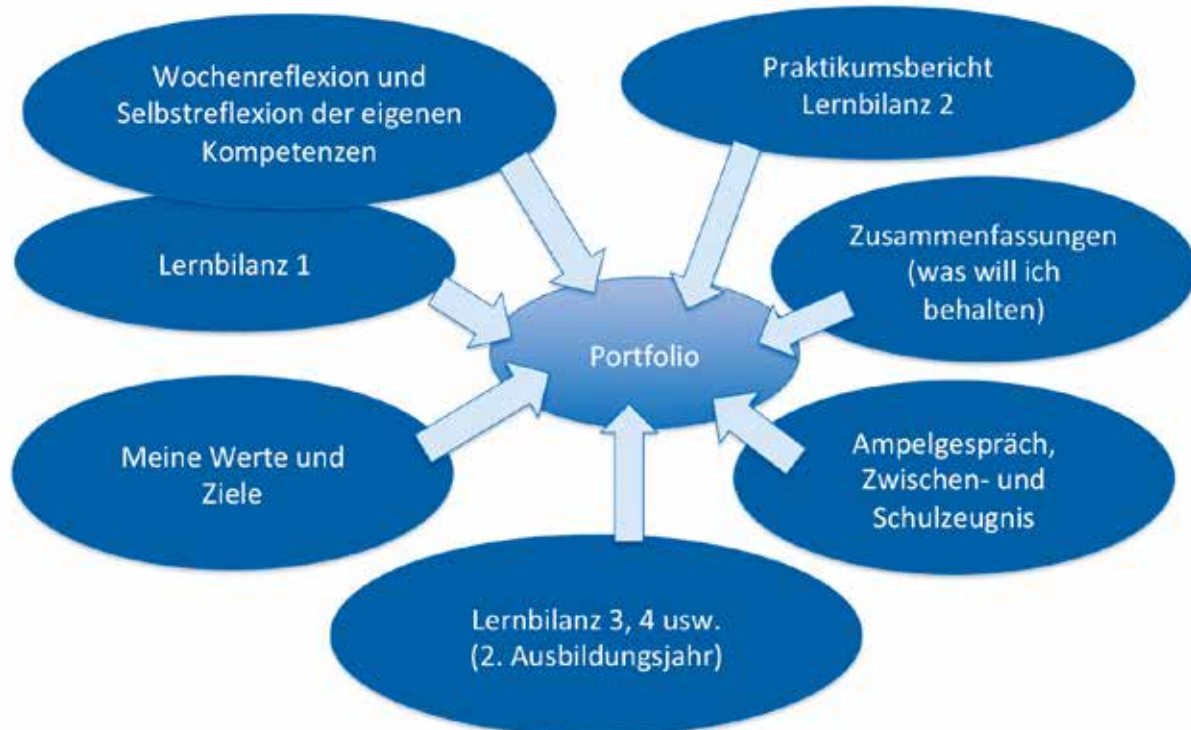 Wochenreflexion und
Selbstreflexion der eigenen
Kompetenzen
Praktikumsbericht
Lernbilanz 2
Lernbilanz 1
Zusammenfassungen
(was will ich
behalten)
Portfolio
Meine Werte und
Ziele
Ampelgespräch,
Zwischen- und
Schulzeugnis
Lernbilanz 3, 4 usw.
(2. Ausbildungsjahr)